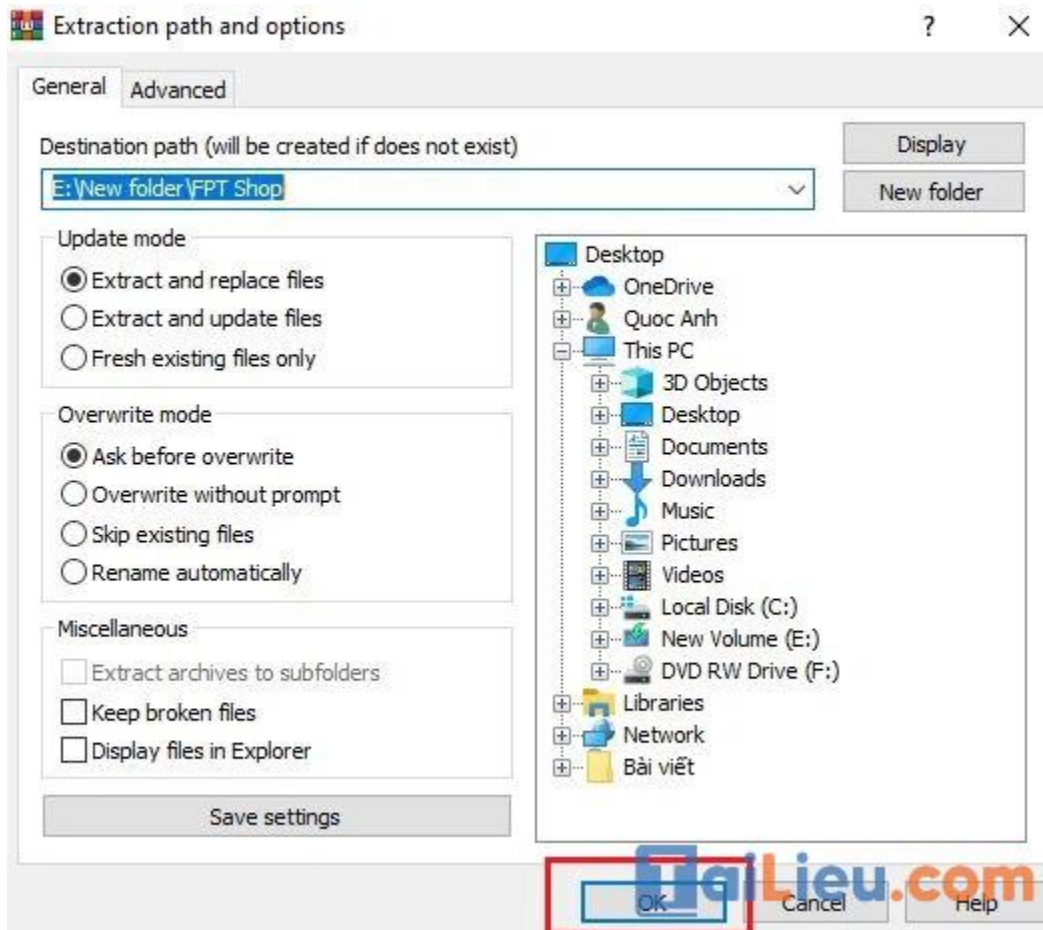 Extraction path and options
?
General
Advanced
Destination path (will be created if does not exist)
Display
E:\New folder\FPT Shop
New folder
Update mode
Extract and replace files
Extract and update files
Fresh existing files only
Overwrite mode
Ask before overwrite
Overwrite without prompt
Skip existing files
Rename automatically
Miscellaneous
Extract archives to subfolders
Keep broken files
Display files in Explorer
Save settings
Desktop
OneDrive
Quoc Anh
This PC
3D Objects
Desktop
Documents
Downloads
Music
Pictures
Videos
Local Disk (C:)
New Volume (E:)
DVD RW Drive (F:)
Libraries
Network
Bài viết
TaiLieu.com
OK
Cancel
Help